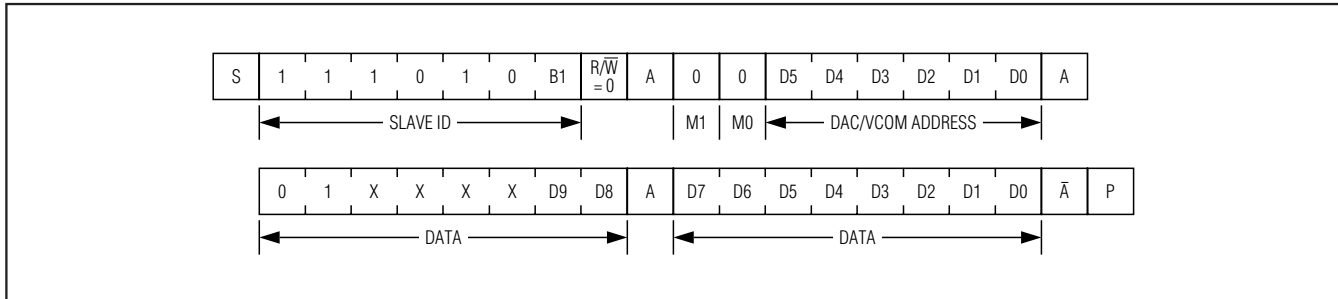 S 1 1 1 0 1 0 B1 R/W̅ = 0 A 0 0 D5 D4 D3 D2 D1 D0 A
SLAVE ID M1 M0 DAC/VCOM ADDRESS
0 1 X X X X D9 D8 A D7 D6 D5 D4 D3 D2 D1 D0 A̅ P
DATA DATA